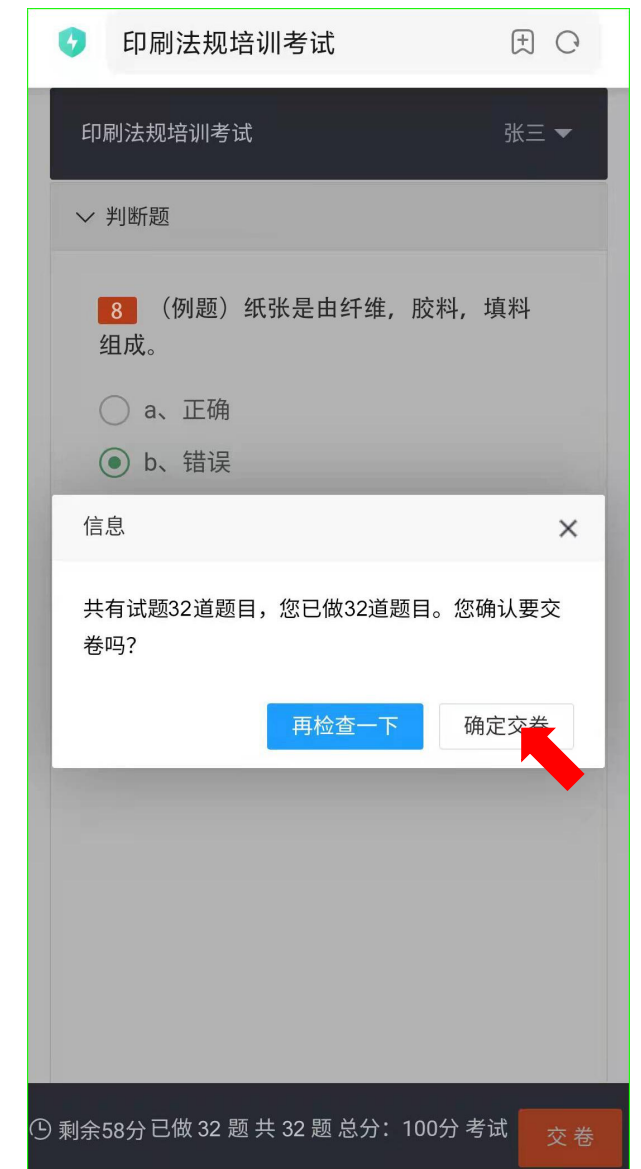 印刷法规培训考试
印刷法规培训考试 张三
判断题
8 （例题）纸张是由纤维，胶料，填料
组成。
a、正确
b、错误
信息
共有试题32道题目，您已做32道题目。您确认要交
卷吗？
再检查一下 确定交卷
剩余58分 已做 32 题 共 32 题 总分：100分 考试 交 卷